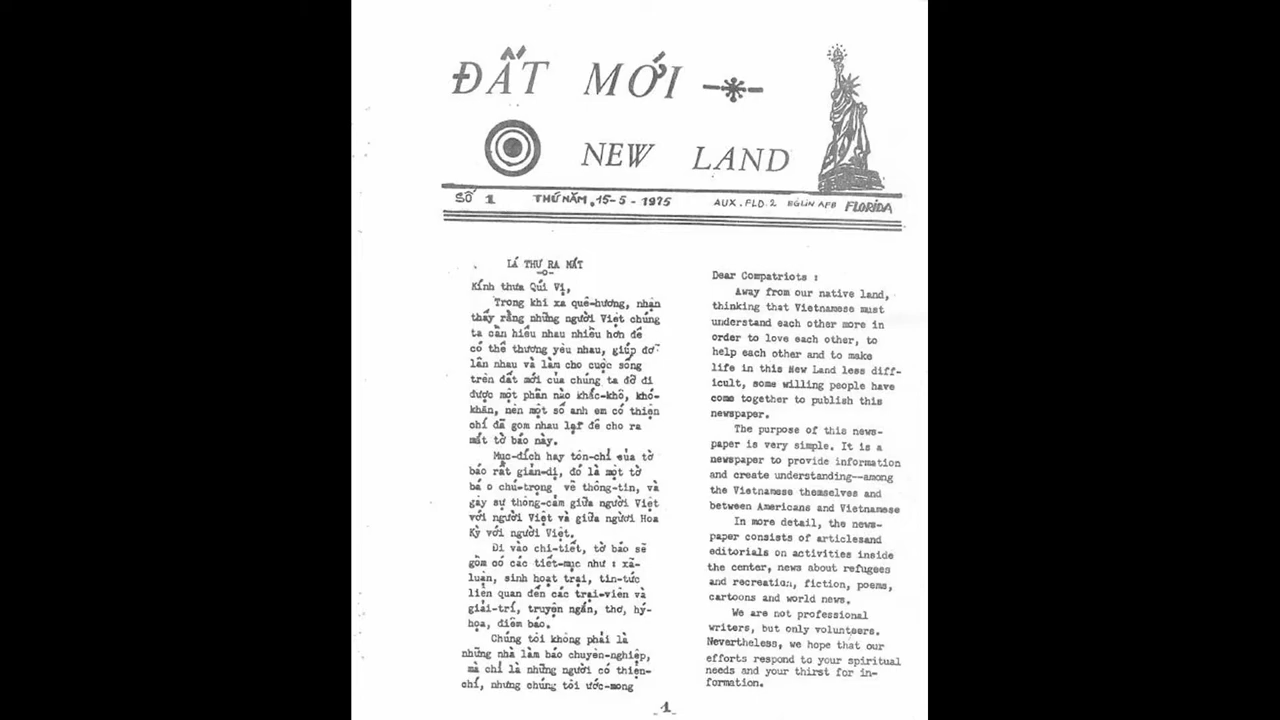 ĐẤT MỚI
NEW LAND
SỐ 1 THỨ NĂM, 15-5-1975 AUX. FLD. 2 EGLIN AFB FLORIDA
LÁ THƯ RA MẮT
Kính thưa Quí Vị,
Trong khi xa quê-hương, nhận
thấy rằng những người Việt chúng
ta cần hiểu nhau nhiều hơn để
có thể thương yêu nhau, giúp đỡ
lẫn nhau và làm cho cuộc sống
trên đất mới của chúng ta đỡ đi
được một phần nào khắc-khổ, khó-
khăn, nên một số anh em có thiện
chí đã gom nhau lại để cho ra
mắt tờ báo này.
Mục-đích hay tôn-chỉ của tờ
báo rất giản-dị, đó là một tờ
bá o chú-trọng về thông-tin, và
gây sự thông-cảm giữa người Việt
với người Việt và giữa người Hoa
Kỳ với người Việt.
Đi vào chi-tiết, tờ báo sẽ
gồm có các tiết-mục như : xã-
luận, sinh hoạt trại, tin-tức
liên quan đến các trại-viên và
giải-trí, truyện ngắn, thơ, hý-
họa, điểm báo.
Chúng tôi không phải là
những nhà làm báo chuyên-nghiệp,
mà chỉ là những người có thiện-
chí, nhưng chúng tôi ước-mong
Dear Compatriots :
Away from our native land,
thinking that Vietnamese must
understand each other more in
order to love each other, to
help each other and to make
life in this New Land less diff-
icult, some willing people have
come together to publish this
newspaper.
The purpose of this news-
paper is very simple. It is a
newspaper to provide information
and create understanding--among
the Vietnamese themselves and
between Americans and Vietnamese
In more detail, the news-
paper consists of articlesand
editorials on activities inside
the center, news about refugees
and recreation, fiction, poems,
cartoons and world news.
We are not professional
writers, but only volunteers.
Nevertheless, we hope that our
efforts respond to your spiritual
needs and your thirst for in-
formation.
1